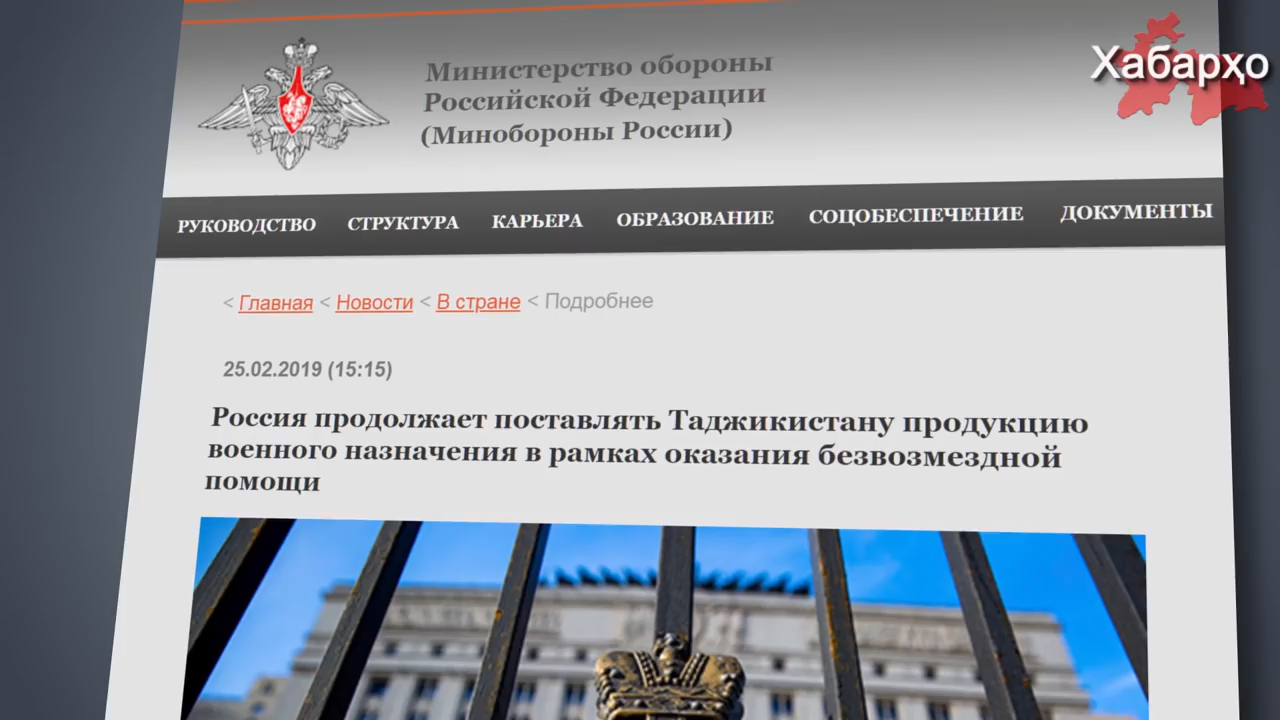 Министерство обороны
Российской Федерации
(Минобороны России)
Хабарҳо
РУКОВОДСТВО СТРУКТУРА КАРЬЕРА ОБРАЗОВАНИЕ СОЦОБЕСПЕЧЕНИЕ ДОКУМЕНТЫ
< Главная < Новости < В стране < Подробнее
25.02.2019 (15:15)
Россия продолжает поставлять Таджикистану продукцию
военного назначения в рамках оказания безвозмездной
помощи